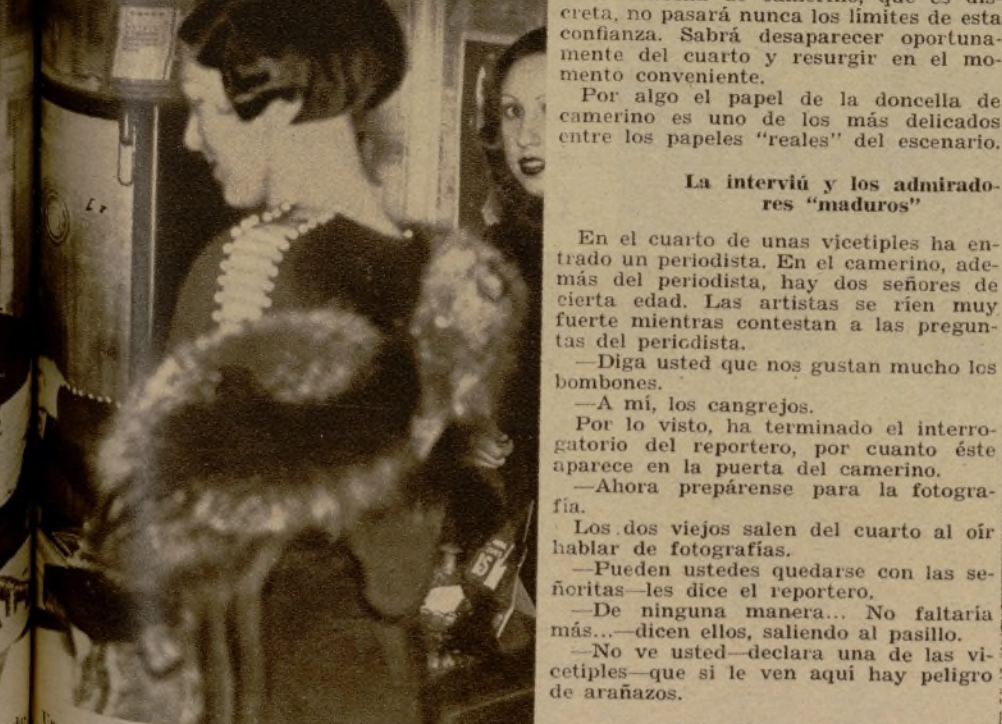 creta, no pasará nunca los límites de esta
confianza. Sabrá desaparecer oportuna-
mente del cuarto y resurgir en el mo-
mento conveniente.
Por algo el papel de la doncella de
camerino es uno de los más delicados
entre los papeles "reales" del escenario.
La interviú y los admirado-
res "maduros"
En el cuarto de unas vicetiples ha en-
trado un periodista. En el camerino, ade-
más del periodista, hay dos señores de
cierta edad. Las artistas se ríen muy
fuerte mientras contestan a las pregun-
tas del periodista.
—Diga usted que nos gustan mucho los
bombones.
—A mí, los cangrejos.
Por lo visto, ha terminado el interro-
gatorio del reportero, por cuanto éste
aparece en la puerta del camerino.
—Ahora prepárense para la fotogra-
fía.
Los dos viejos salen del cuarto al oír
hablar de fotografías.
—Pueden ustedes quedarse con las se-
ñoritas—les dice el reportero.
—De ninguna manera... No faltaría
más...—dicen ellos, saliendo al pasillo.
—No ve usted—declara una de las vi-
cetiples—que si le ven aquí hay peligro
de arañazos.